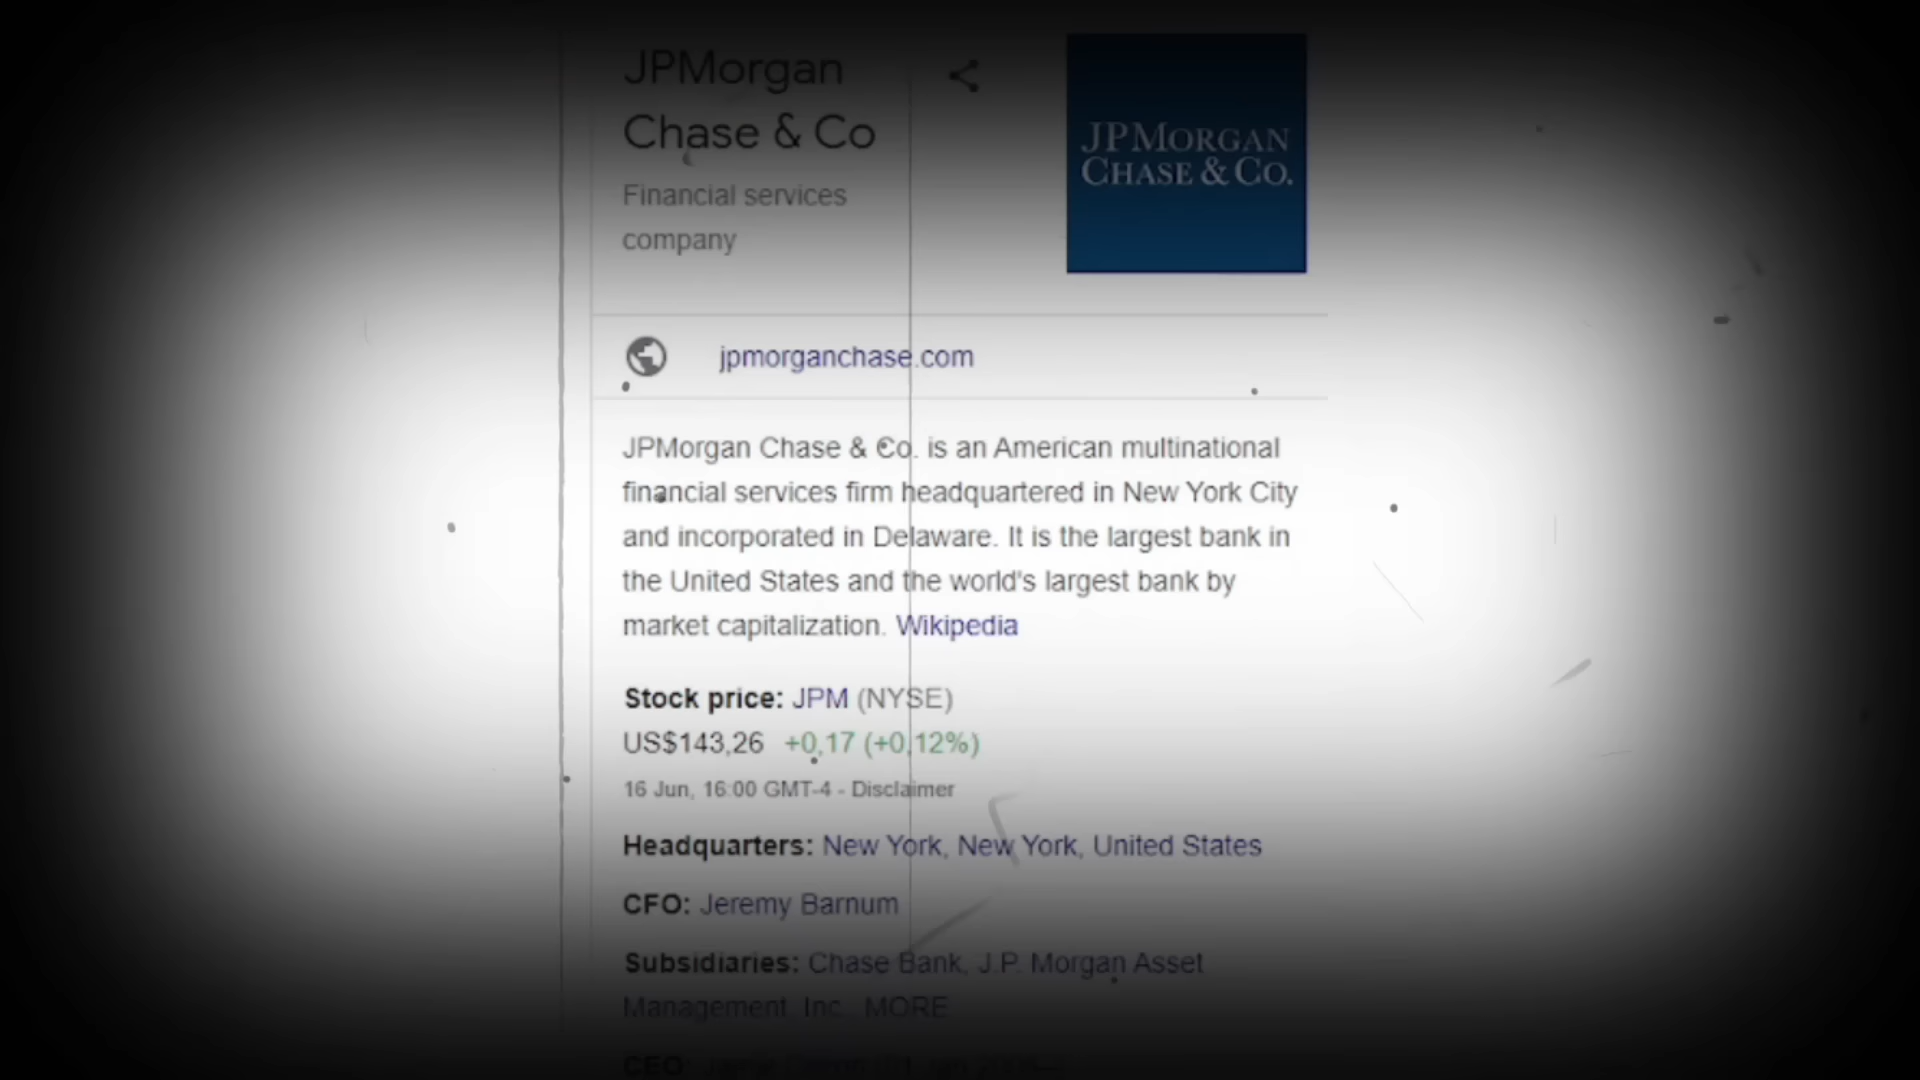 JPMorgan
Chase & Co
JPMORGAN
CHASE & CO.
Financial services
company
jpmorganchase.com
JPMorgan Chase & Co. is an American multinational
financial services firm headquartered in New York City
and incorporated in Delaware. It is the largest bank in
the United States and the world's largest bank by
market capitalization. Wikipedia
Stock price: JPM (NYSE)
US$143,26 +0,17 (+0,12%)
16 Jun, 16:00 GMT-4 - Disclaimer
Headquarters: New York, New York, United States
CFO: Jeremy Barnum
Subsidiaries: Chase Bank, J.P. Morgan Asset
Management, Inc., MORE
CEO: